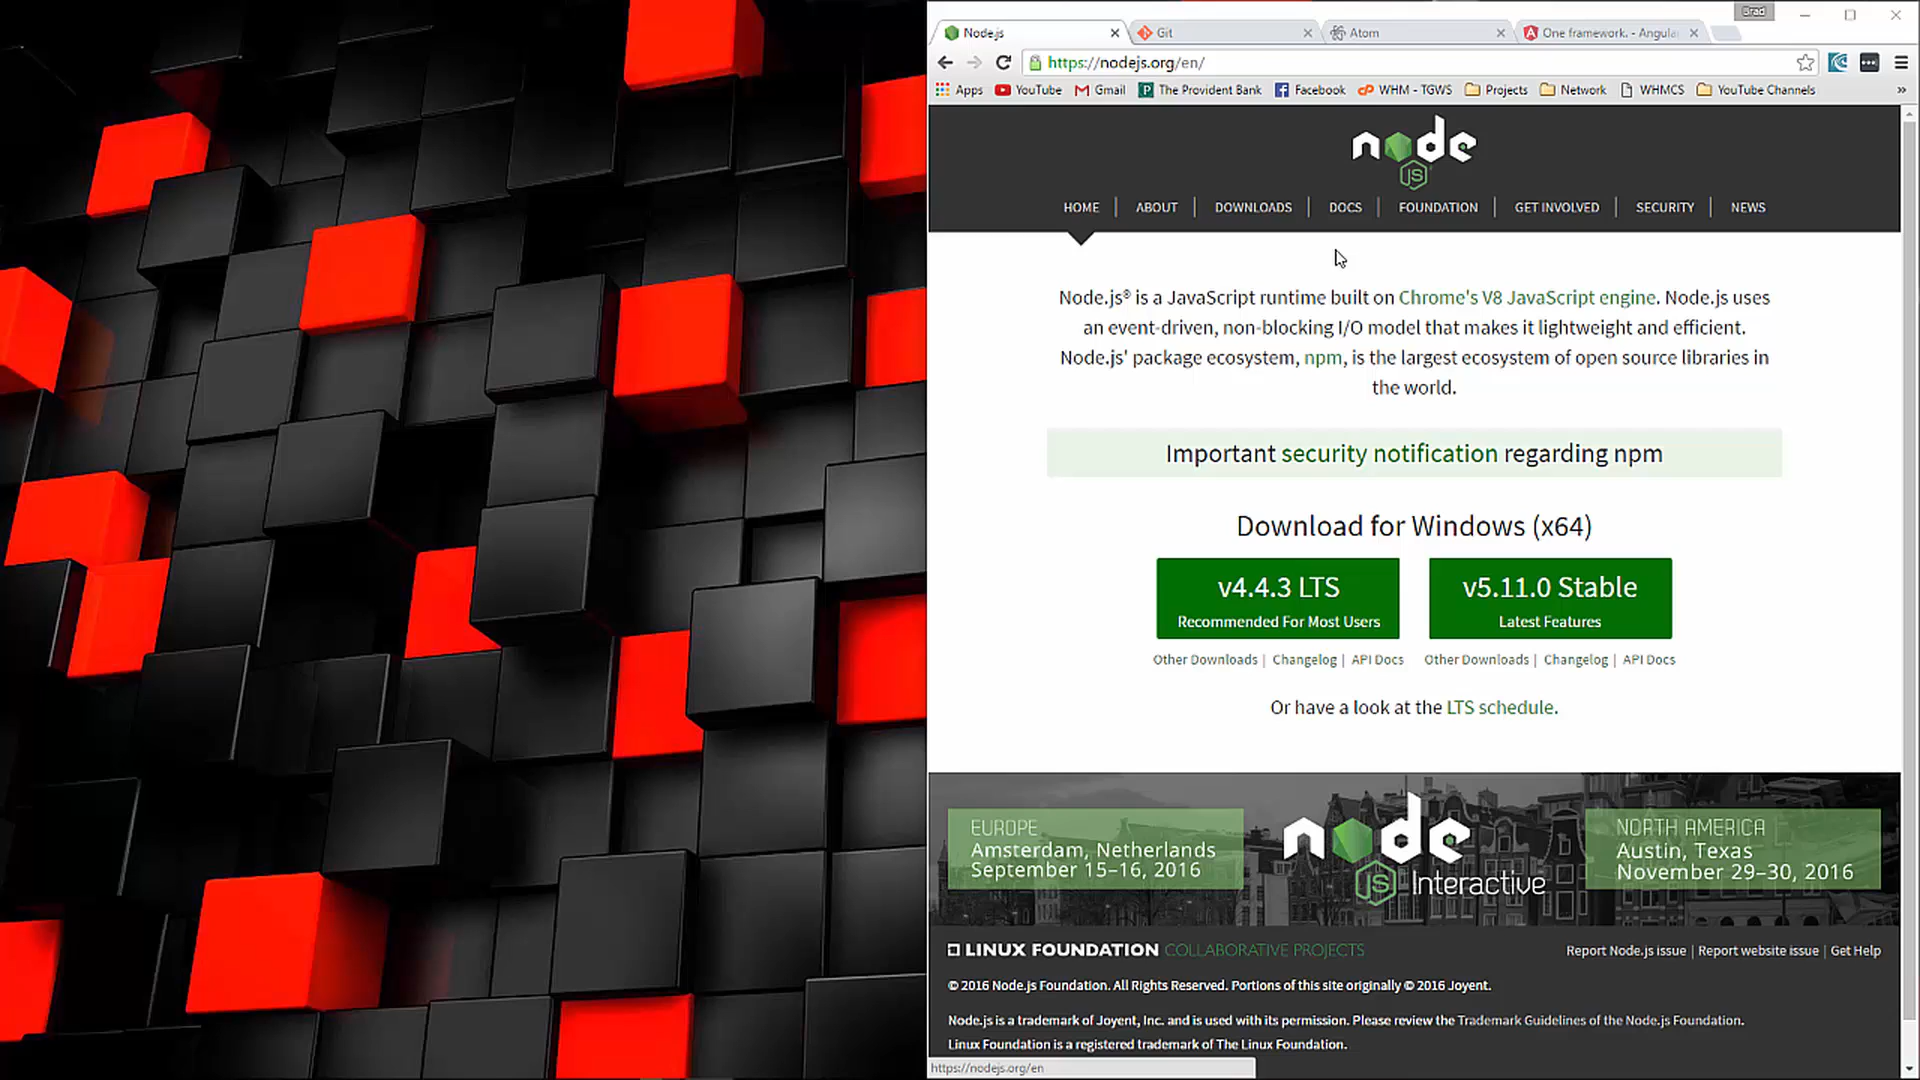 Brad
Node.js
Git
Atom
One framework. - Angula
https://nodejs.org/en/
Apps
YouTube
Gmail
The Provident Bank
Facebook
WHM - TGWS
Projects
Network
WHMCS
YouTube Channels
»
node
JS
HOME | ABOUT | DOWNLOADS | DOCS | FOUNDATION | GET INVOLVED | SECURITY | NEWS
Node.js® is a JavaScript runtime built on Chrome's V8 JavaScript engine. Node.js uses
an event-driven, non-blocking I/O model that makes it lightweight and efficient.
Node.js' package ecosystem, npm, is the largest ecosystem of open source libraries in
the world.
Important security notification regarding npm
Download for Windows (x64)
v4.4.3 LTS
Recommended For Most Users
v5.11.0 Stable
Latest Features
Other Downloads | Changelog | API Docs
Other Downloads | Changelog | API Docs
Or have a look at the LTS schedule.
EUROPE
Amsterdam, Netherlands
September 15–16, 2016
node
JS Interactive
NORTH AMERICA
Austin, Texas
November 29–30, 2016
LINUX FOUNDATION COLLABORATIVE PROJECTS
Report Node.js issue | Report website issue | Get Help
© 2016 Node.js Foundation. All Rights Reserved. Portions of this site originally © 2016 Joyent.
Node.js is a trademark of Joyent, Inc. and is used with its permission. Please review the Trademark Guidelines of the Node.js Foundation.
Linux Foundation is a registered trademark of The Linux Foundation.
https://nodejs.org/en